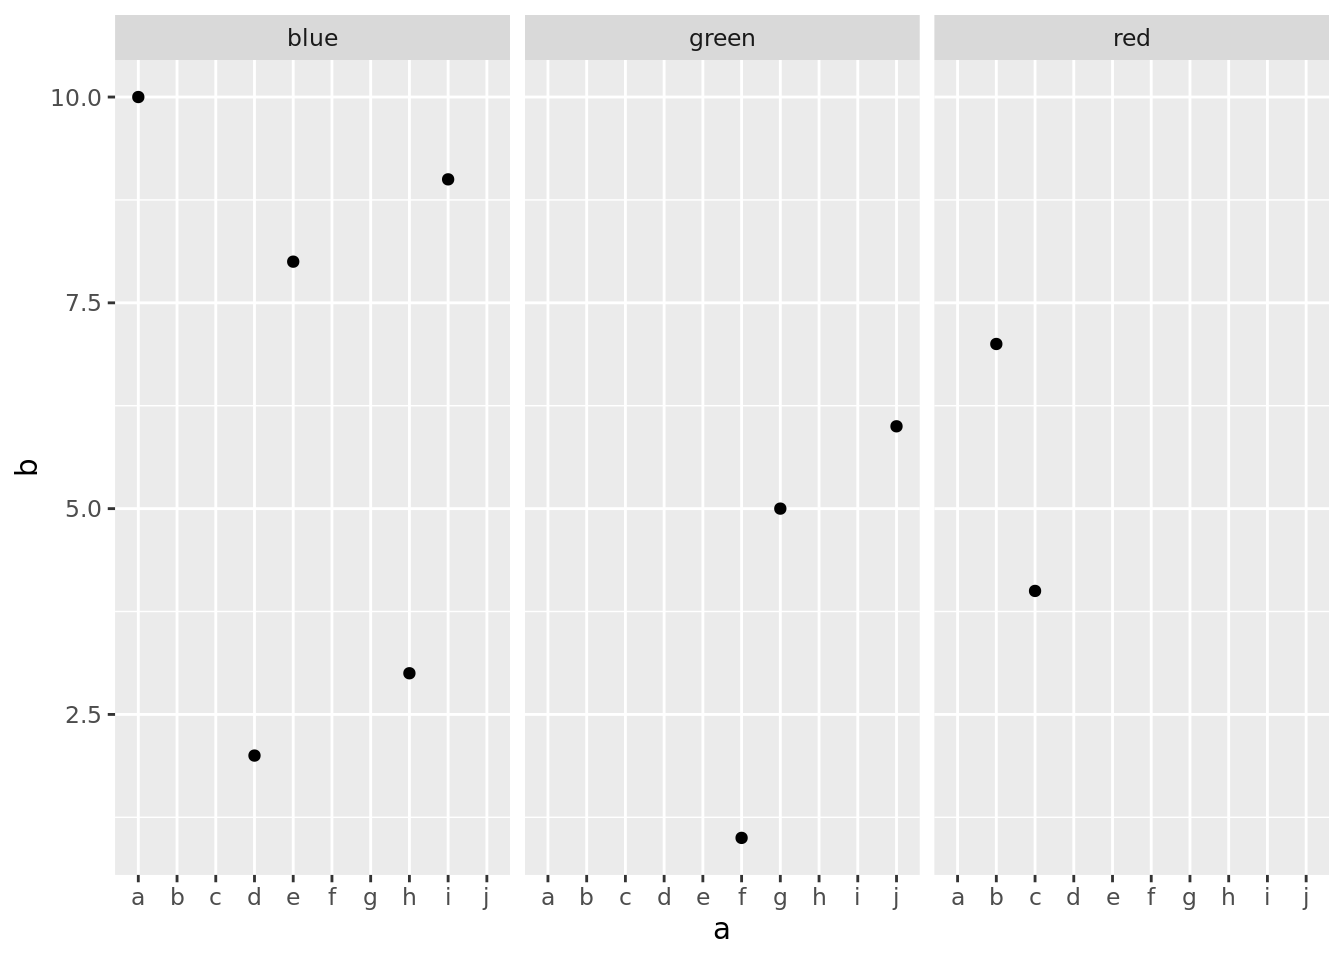 blue green red
10.0
7.5
5.0
2.5
b
a b c d e f g h i j a b c d e f g h i j a b c d e f g h i j
a